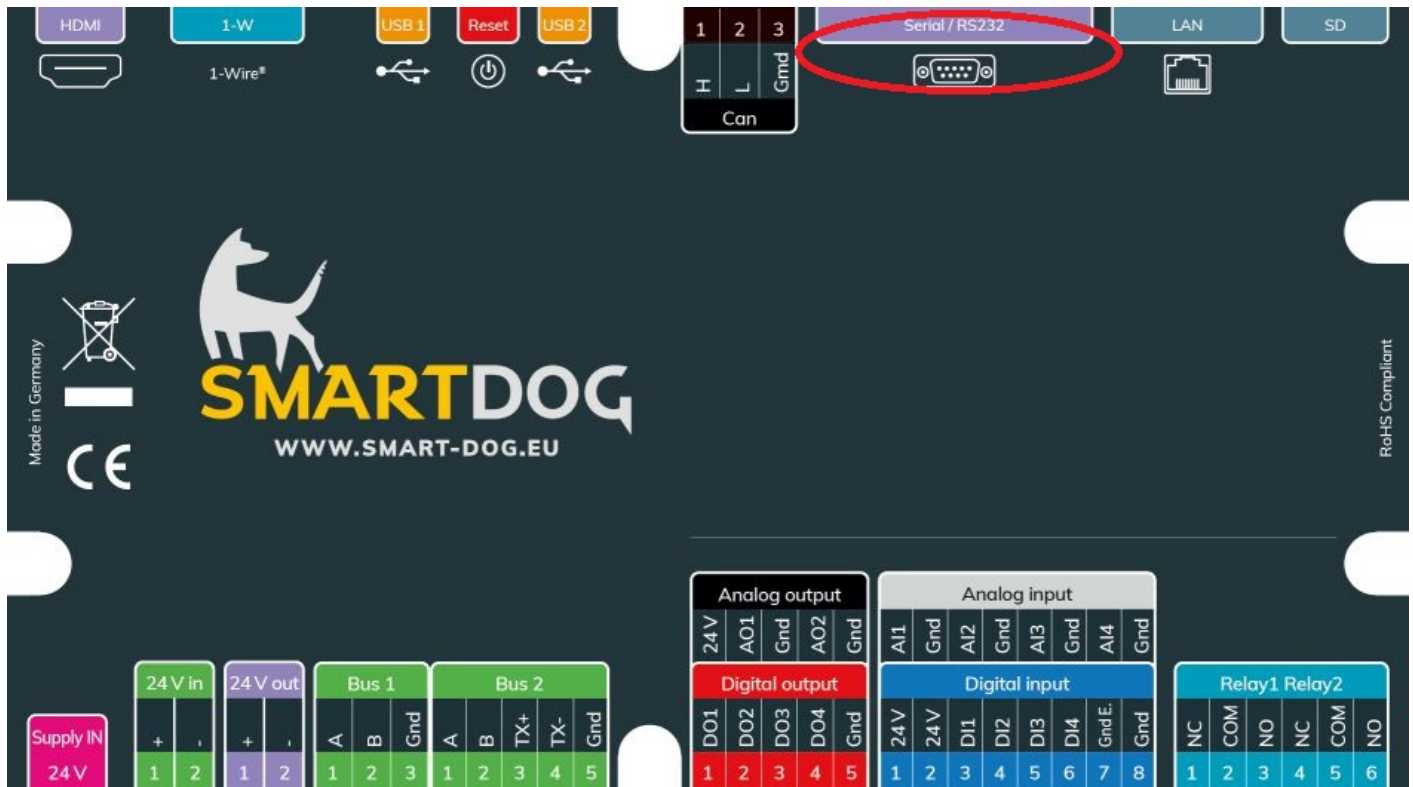 HDMI
1-W
USB 1
Reset
USB 2
1 2 3
Serial / RS232
LAN
SD
1-Wire®
H L Gmd
Can
SMARTDOG
WWW.SMART-DOG.EU
Made in Germany
CE
RoHS Compliant
Analog output
24 V AO1 Gnd AO2 Gnd
Analog input
AI1 Gnd AI2 Gnd AI3 Gnd AI4 Gnd
Supply IN
24 V
24 V in
+ -
1 2
24 V out
+ -
1 2
Bus 1
A B Gnd
1 2 3
Bus 2
A B TX+ TX- Gnd
1 2 3 4 5
Digital output
DO1 DO2 DO3 DO4 Gnd
1 2 3 4 5
Digital input
24 V 24 V DI1 DI2 DI3 DI4 Gnd E. Gnd
1 2 3 4 5 6 7 8
Relay1 Relay2
NC COM NO NC COM NO
1 2 3 4 5 6